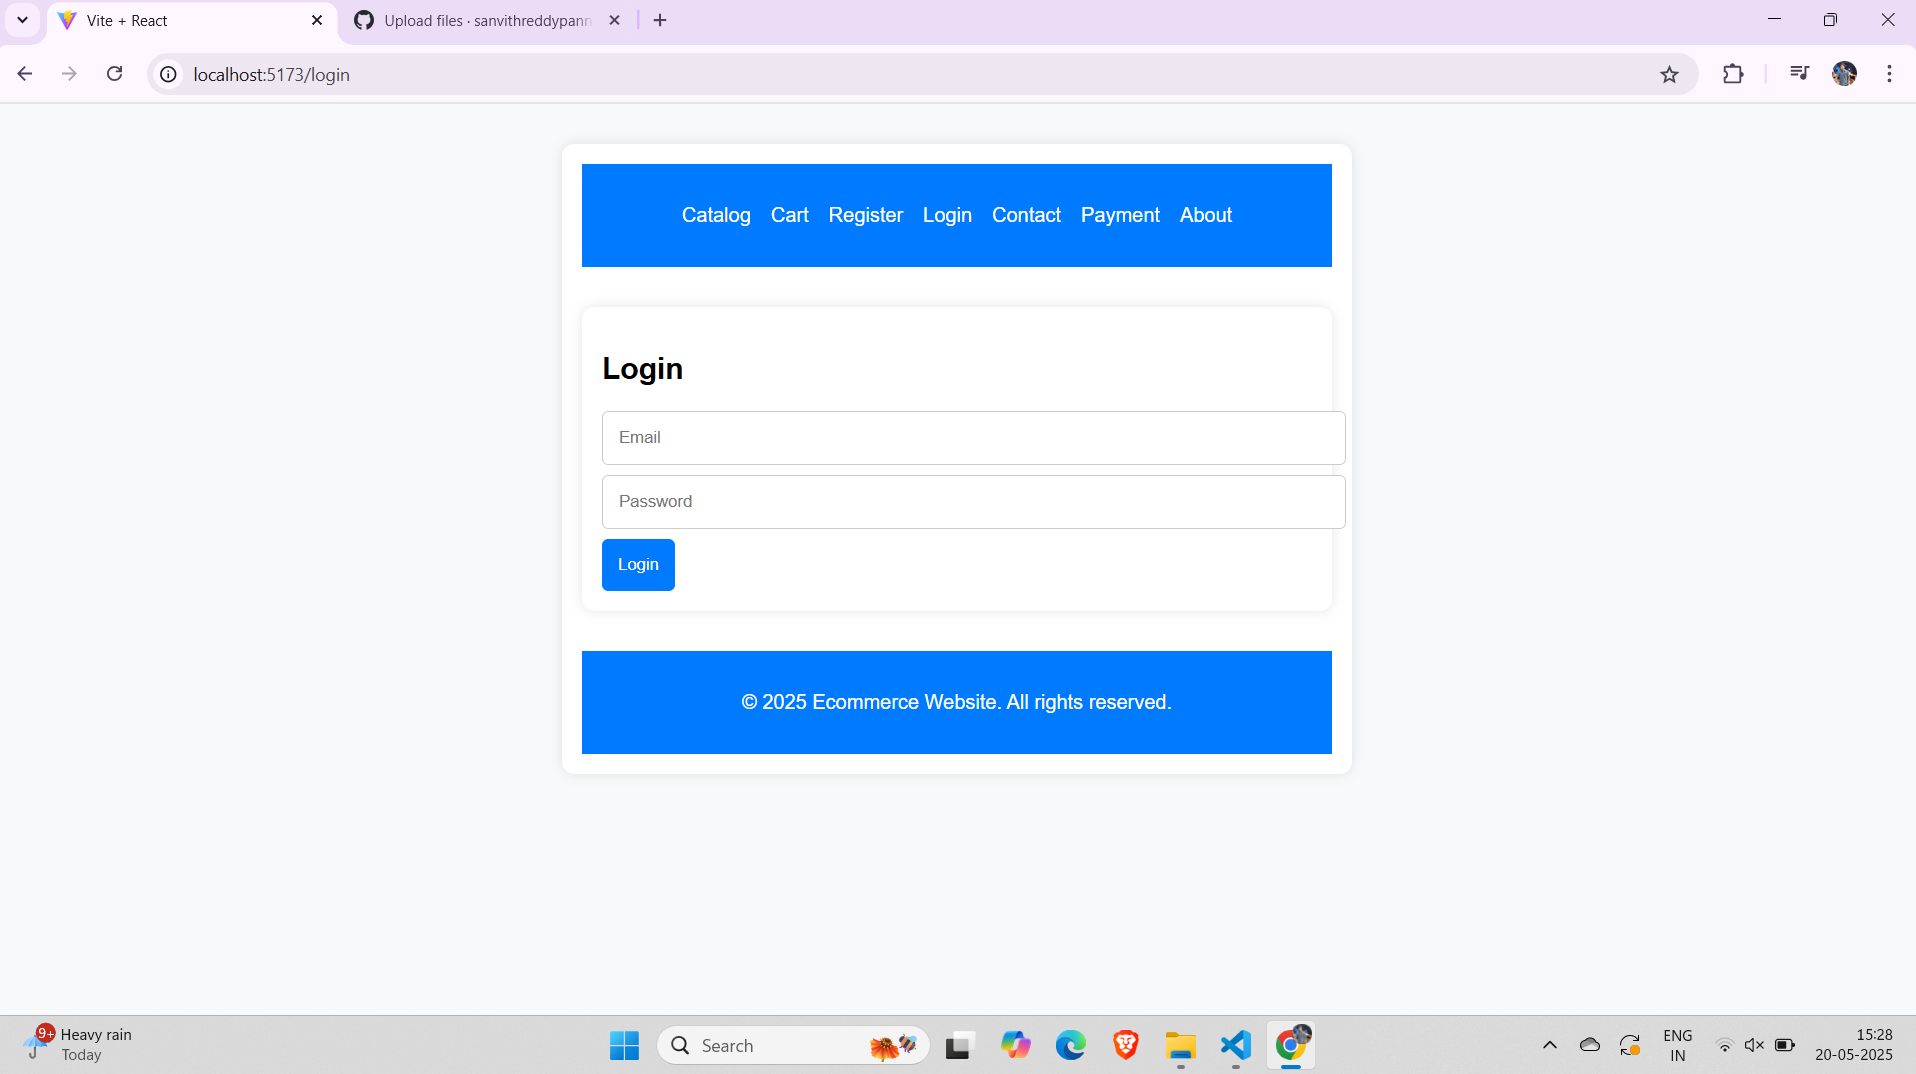 Vite + React
Upload files · sanvithreddypann
localhost:5173/login
Catalog Cart Register Login Contact Payment About
Login
Email
Password
Login
© 2025 Ecommerce Website. All rights reserved.
9+
Heavy rain
Today
Search
ENG
IN
15:28
20-05-2025